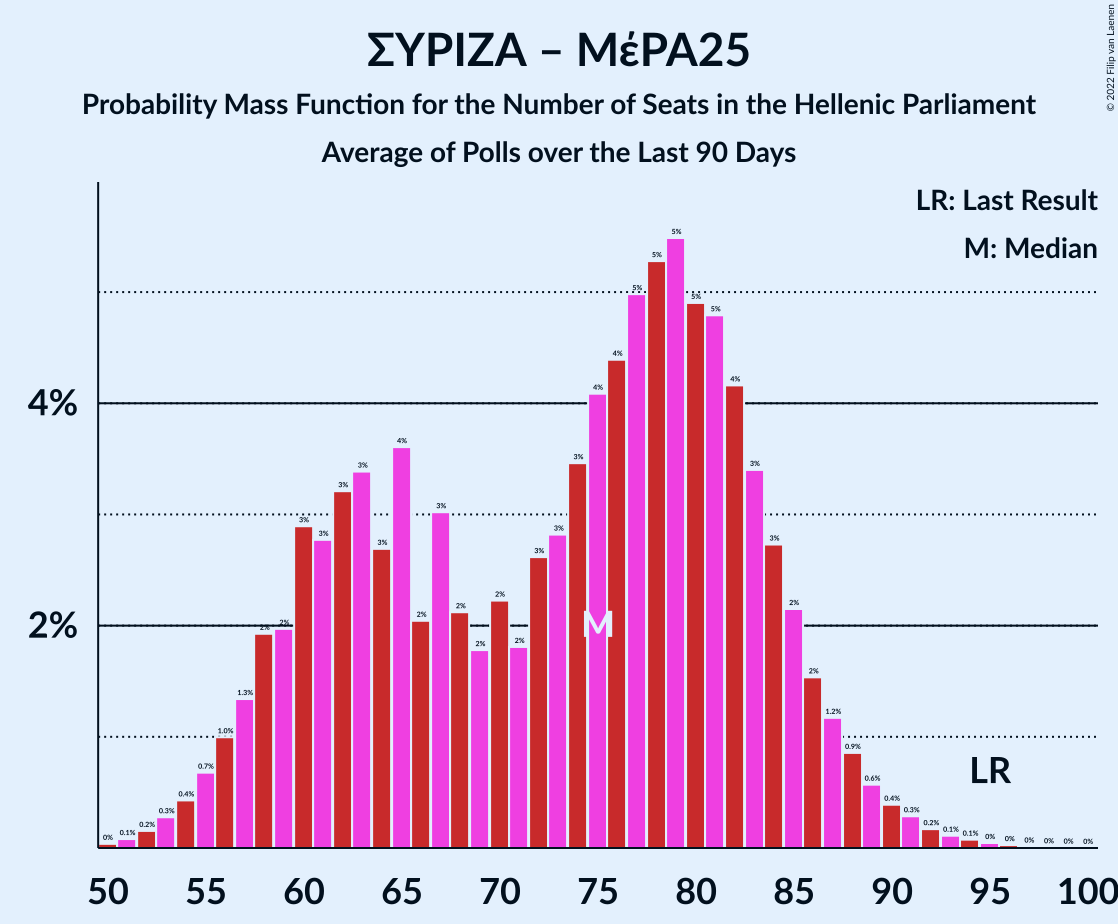 ΣΥΡΙΖΑ – ΜέΡΑ25
Probability Mass Function for the Number of Seats in the Hellenic Parliament
Average of Polls over the Last 90 Days
© 2022 Filip van Laenen
LR: Last Result
M: Median
4%
2%
0% 0.1% 0.2% 0.3% 0.4% 0.7% 1.0% 1.3% 2% 2% 3% 3% 3% 3% 3% 4% 2% 3% 2% 2% 2% 2% 3% 3% 3% 4% 4% 5% 5% 5% 5% 5% 4% 3% 3% 2% 2% 1.2% 0.9% 0.6% 0.4% 0.3% 0.2% 0.1% 0.1% 0% 0% 0% 0% 0% 0%
M
LR
50 55 60 65 70 75 80 85 90 95 100